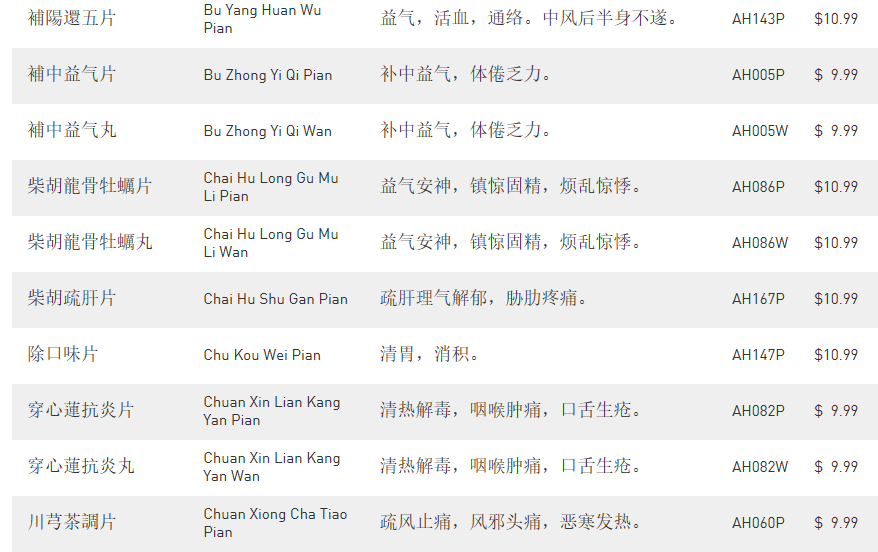 補陽還五片 Bu Yang Huan Wu Pian 益气，活血，通络。中风后半身不遂。 AH143P $10.99
補中益气片 Bu Zhong Yi Qi Pian 补中益气，体倦乏力。 AH005P $ 9.99
補中益气丸 Bu Zhong Yi Qi Wan 补中益气，体倦乏力。 AH005W $ 9.99
柴胡龍骨牡蠣片 Chai Hu Long Gu Mu Li Pian 益气安神，镇惊固精，烦乱惊悸。 AH086P $10.99
柴胡龍骨牡蠣丸 Chai Hu Long Gu Mu Li Wan 益气安神，镇惊固精，烦乱惊悸。 AH086W $10.99
柴胡疏肝片 Chai Hu Shu Gan Pian 疏肝理气解郁，胁肋疼痛。 AH167P $10.99
除口味片 Chu Kou Wei Pian 清胃，消积。 AH147P $10.99
穿心蓮抗炎片 Chuan Xin Lian Kang Yan Pian 清热解毒，咽喉肿痛，口舌生疮。 AH082P $ 9.99
穿心蓮抗炎丸 Chuan Xin Lian Kang Yan Wan 清热解毒，咽喉肿痛，口舌生疮。 AH082W $ 9.99
川芎茶調片 Chuan Xiong Cha Tiao Pian 疏风止痛，风邪头痛，恶寒发热。 AH060P $ 9.99